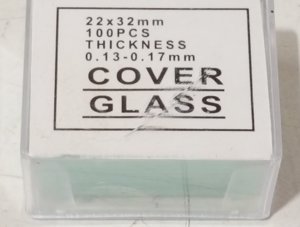 22x32mm
100PCS
THICKNESS
0.13-0.17mm
COVER
GLASS